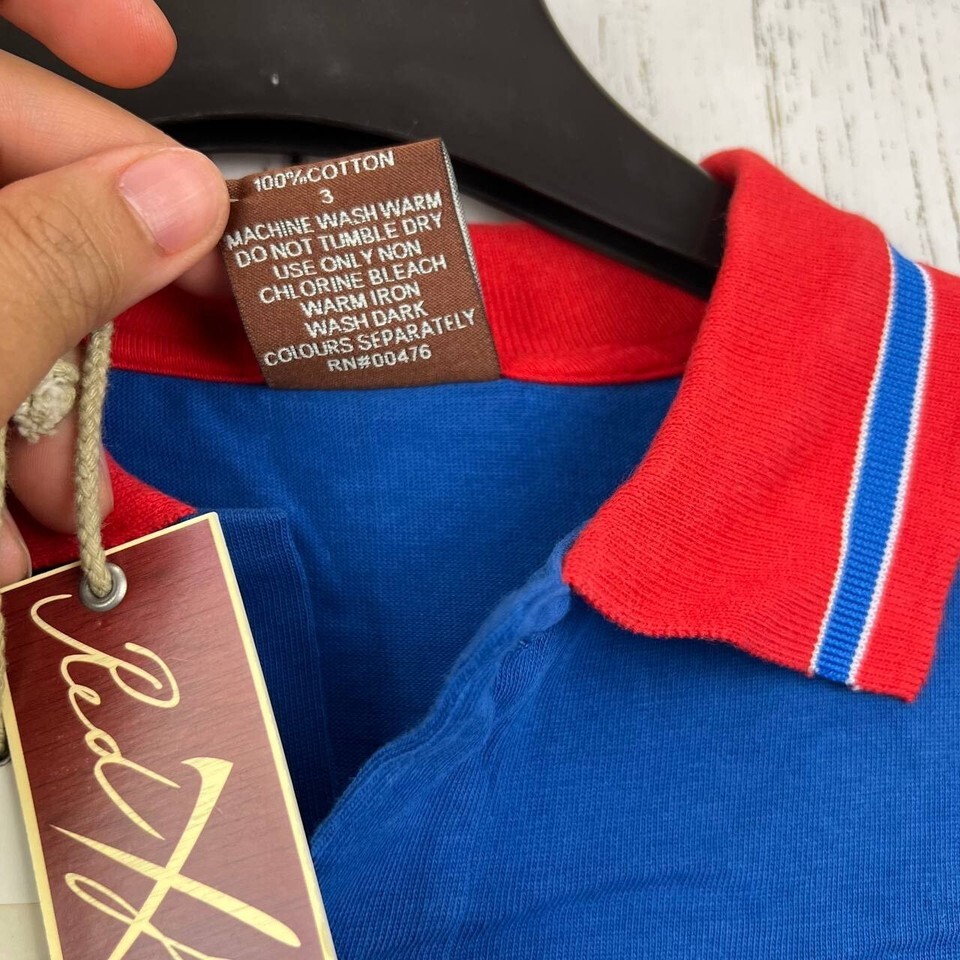 100%COTTON
3
MACHINE WASH WARM
DO NOT TUMBLE DRY
USE ONLY NON
CHLORINE BLEACH
WARM IRON
WASH DARK
COLOURS SEPARATELY
RN#00476
Red